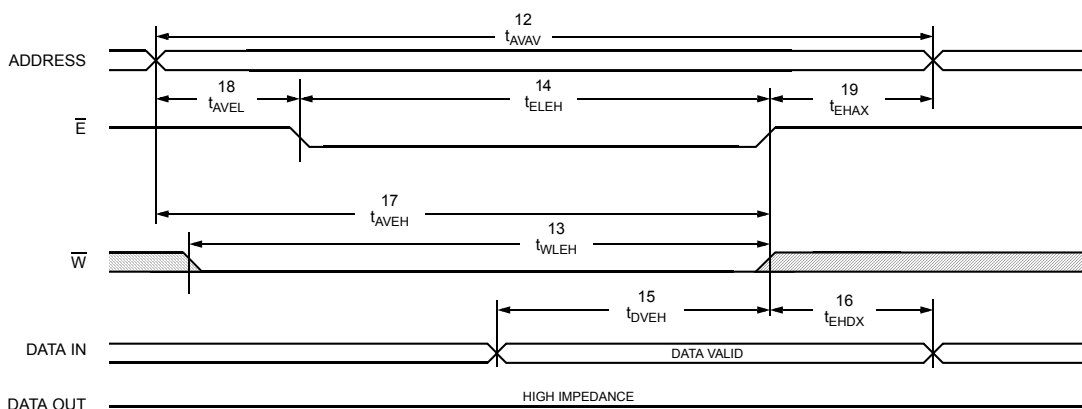 12
tAVAV
ADDRESS
18
tAVEL
14
tELEH
19
tEHAX
E
17
tAVEH
13
tWLEH
W
15
tDVEH
16
tEHDX
DATA IN
DATA VALID
DATA OUT
HIGH IMPEDANCE